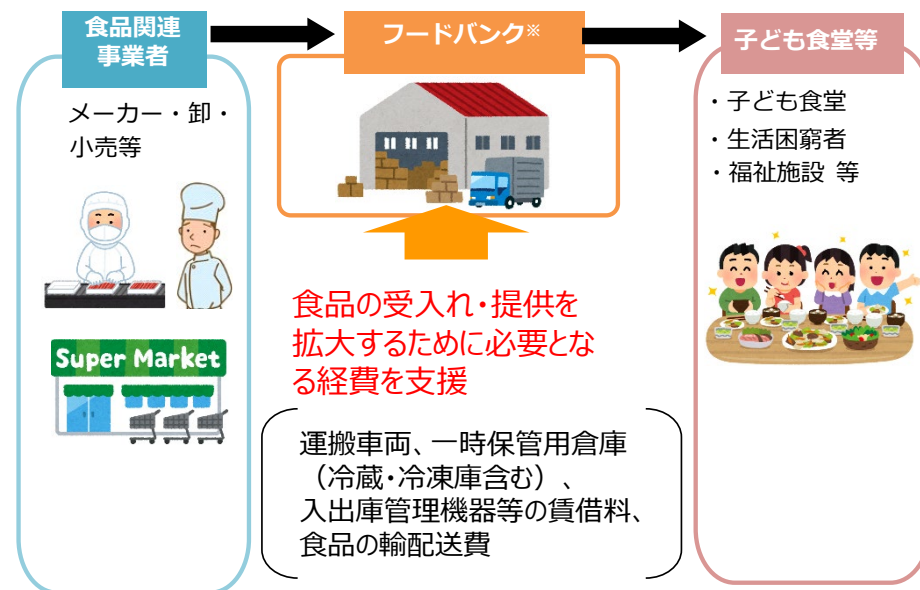 食品関連
事業者
フードバンク※
子ども食堂等
メーカー・卸・
小売等
Super Market
食品の受入れ・提供を
拡大するために必要とな
る経費を支援
運搬車両、一時保管用倉庫
（冷蔵・冷凍庫含む）、
入出庫管理機器等の賃借料、
食品の輸配送費
・子ども食堂
・生活困窮者
・福祉施設 等